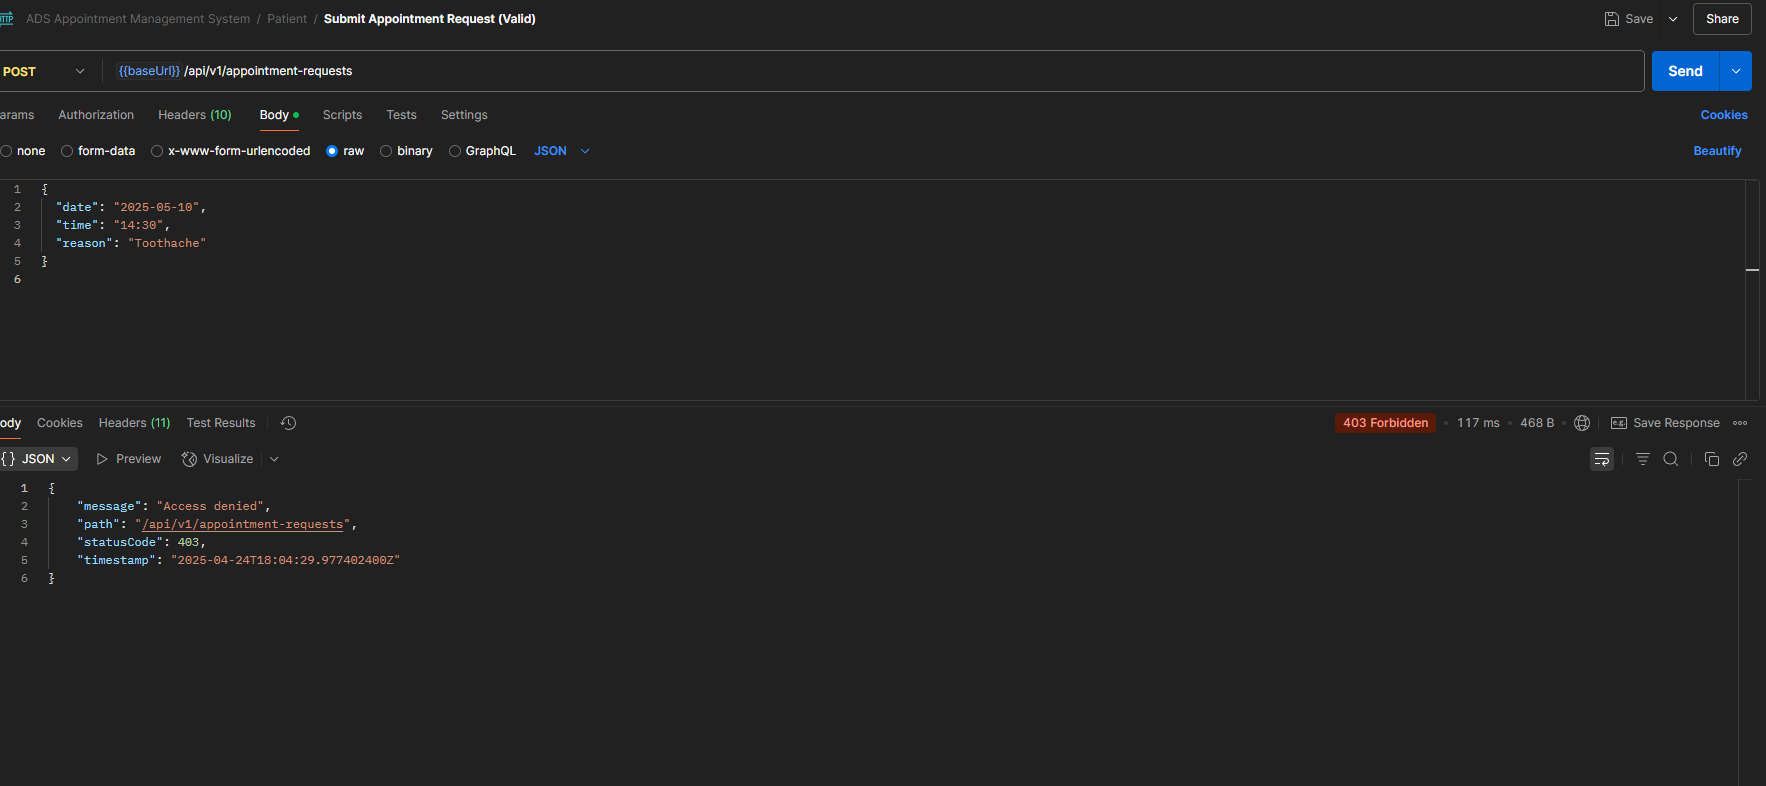 HTTP ADS Appointment Management System / Patient / Submit Appointment Request (Valid) Save Share
POST {{baseUrl}} /api/v1/appointment-requests Send
arams Authorization Headers (10) Body Scripts Tests Settings Cookies
none form-data x-www-form-urlencoded raw binary GraphQL JSON Beautify
1 {
2 "date": "2025-05-10",
3 "time": "14:30",
4 "reason": "Toothache"
5 }
6
ody Cookies Headers (11) Test Results 403 Forbidden • 117 ms • 468 B • e.g. Save Response
{} JSON Preview Visualize
1 {
2 "message": "Access denied",
3 "path": "/api/v1/appointment-requests",
4 "statusCode": 403,
5 "timestamp": "2025-04-24T18:04:29.977402400Z"
6 }